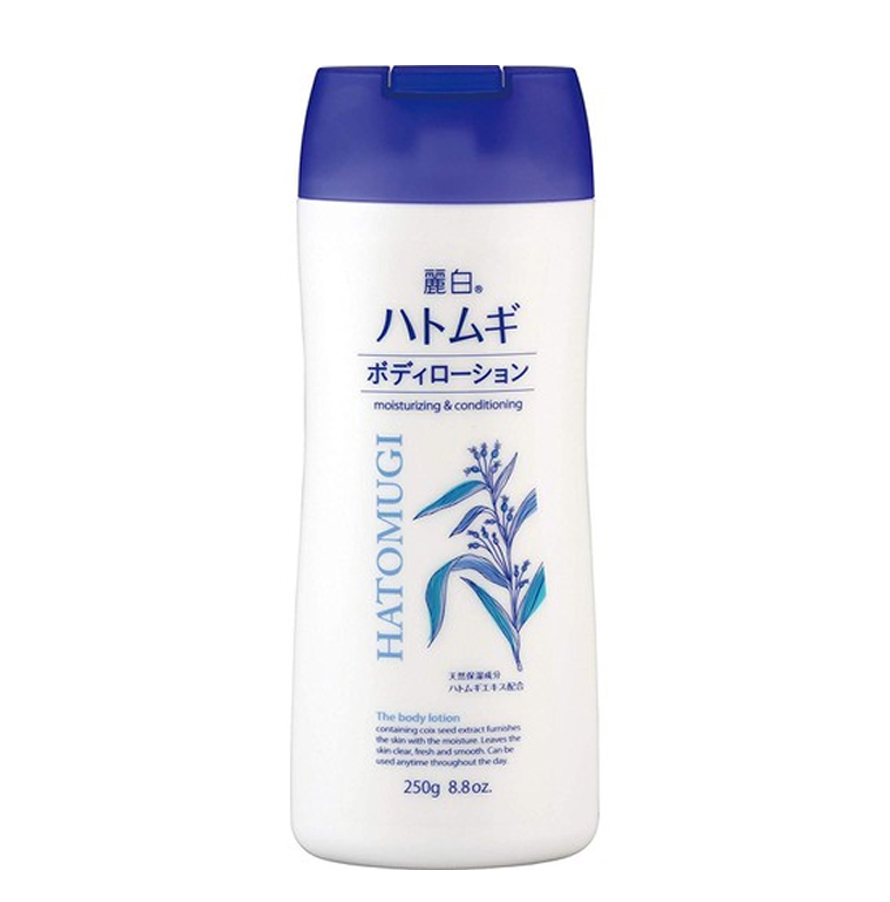 麗白®
ハトムギ
ボディローション
moisturizing & conditioning
HATOMUGI
天然保湿成分
ハトムギエキス配合
The body lotion
containing coix seed extract furnishes
the skin with the moisture. Leaves the
skin clear, fresh and smooth. Can be
used anytime throughout the day.
250g 8.8oz.